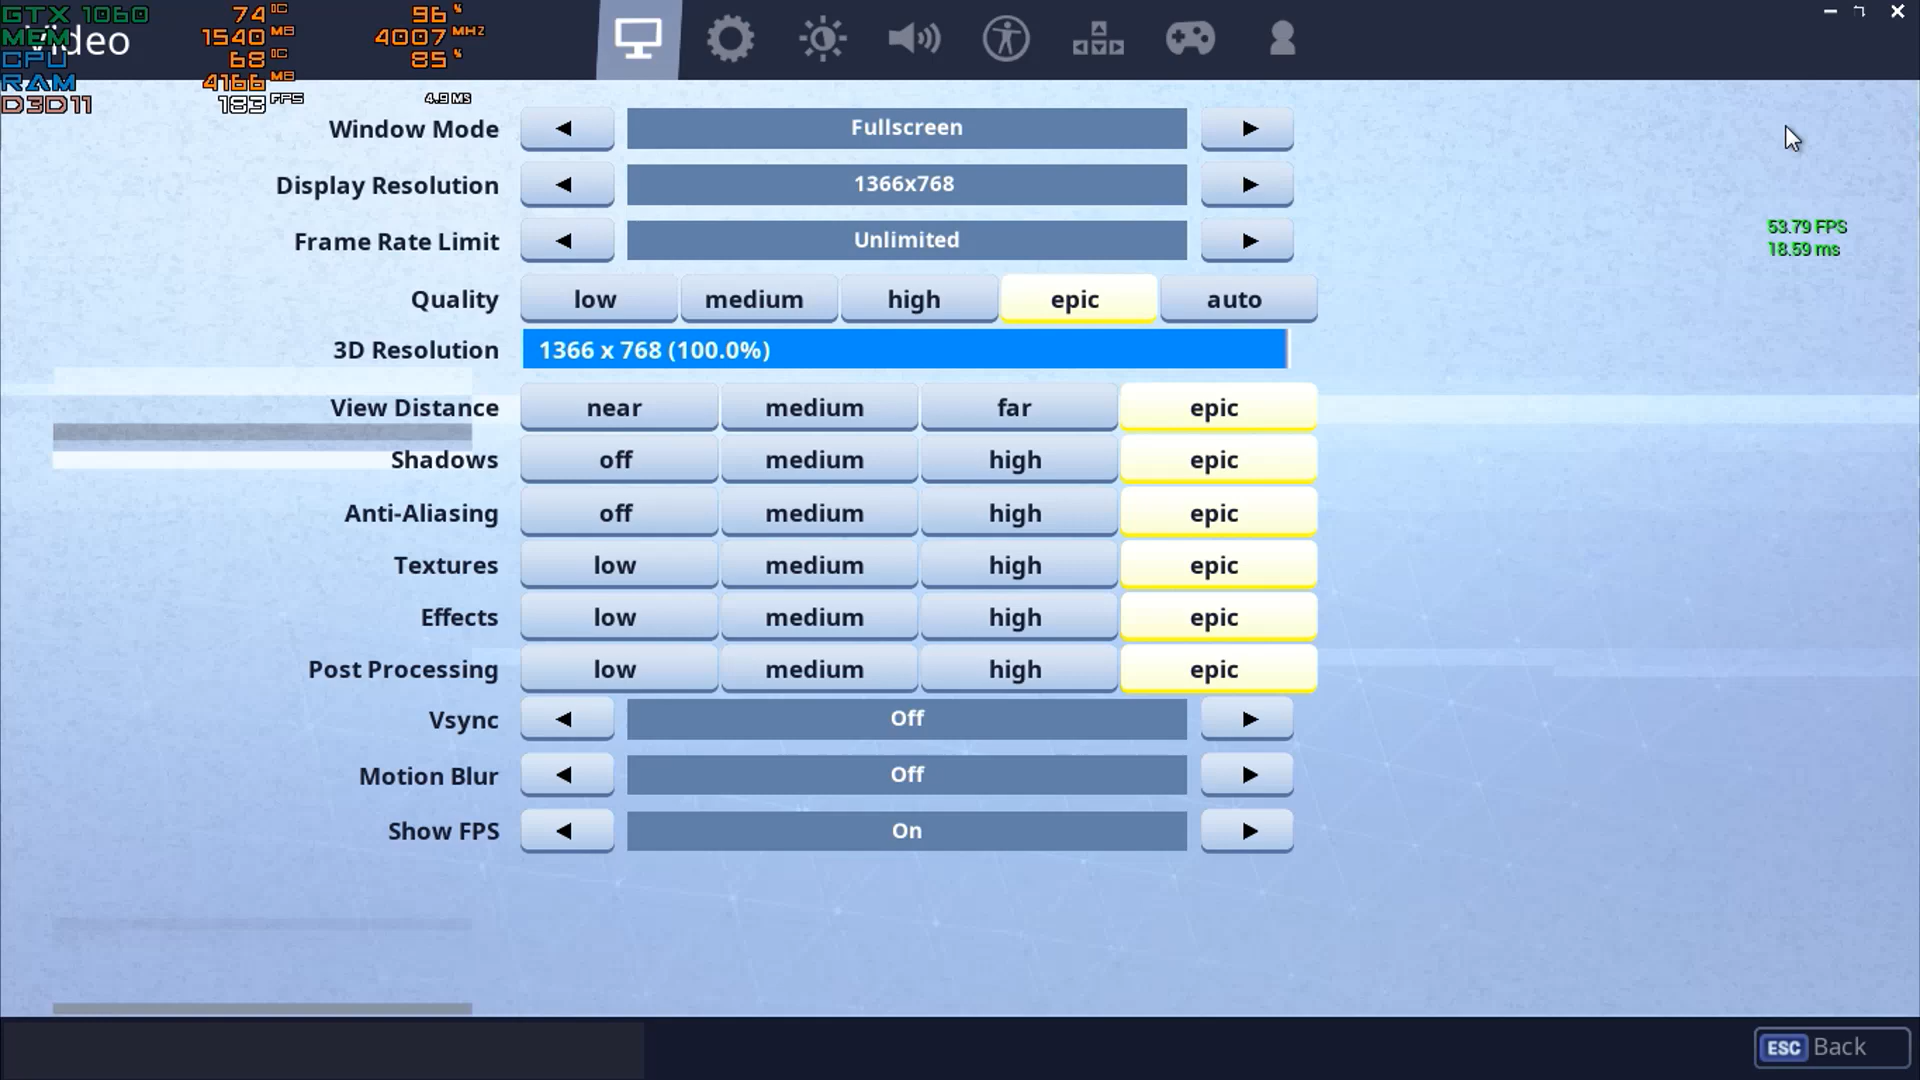 GTX 1060 74 °C 96 %
MEM 1540 MB 4007 MHz
Video
CPU 68 °C 85 %
RAM 4166 MB
D3D11 183 FPS 4.9 MS
Window Mode Fullscreen
Display Resolution 1366x768
Frame Rate Limit Unlimited
53.79 FPS
18.59 ms
Quality low medium high epic auto
3D Resolution 1366 x 768 (100.0%)
View Distance near medium far epic
Shadows off medium high epic
Anti-Aliasing off medium high epic
Textures low medium high epic
Effects low medium high epic
Post Processing low medium high epic
Vsync Off
Motion Blur Off
Show FPS On
ESC Back